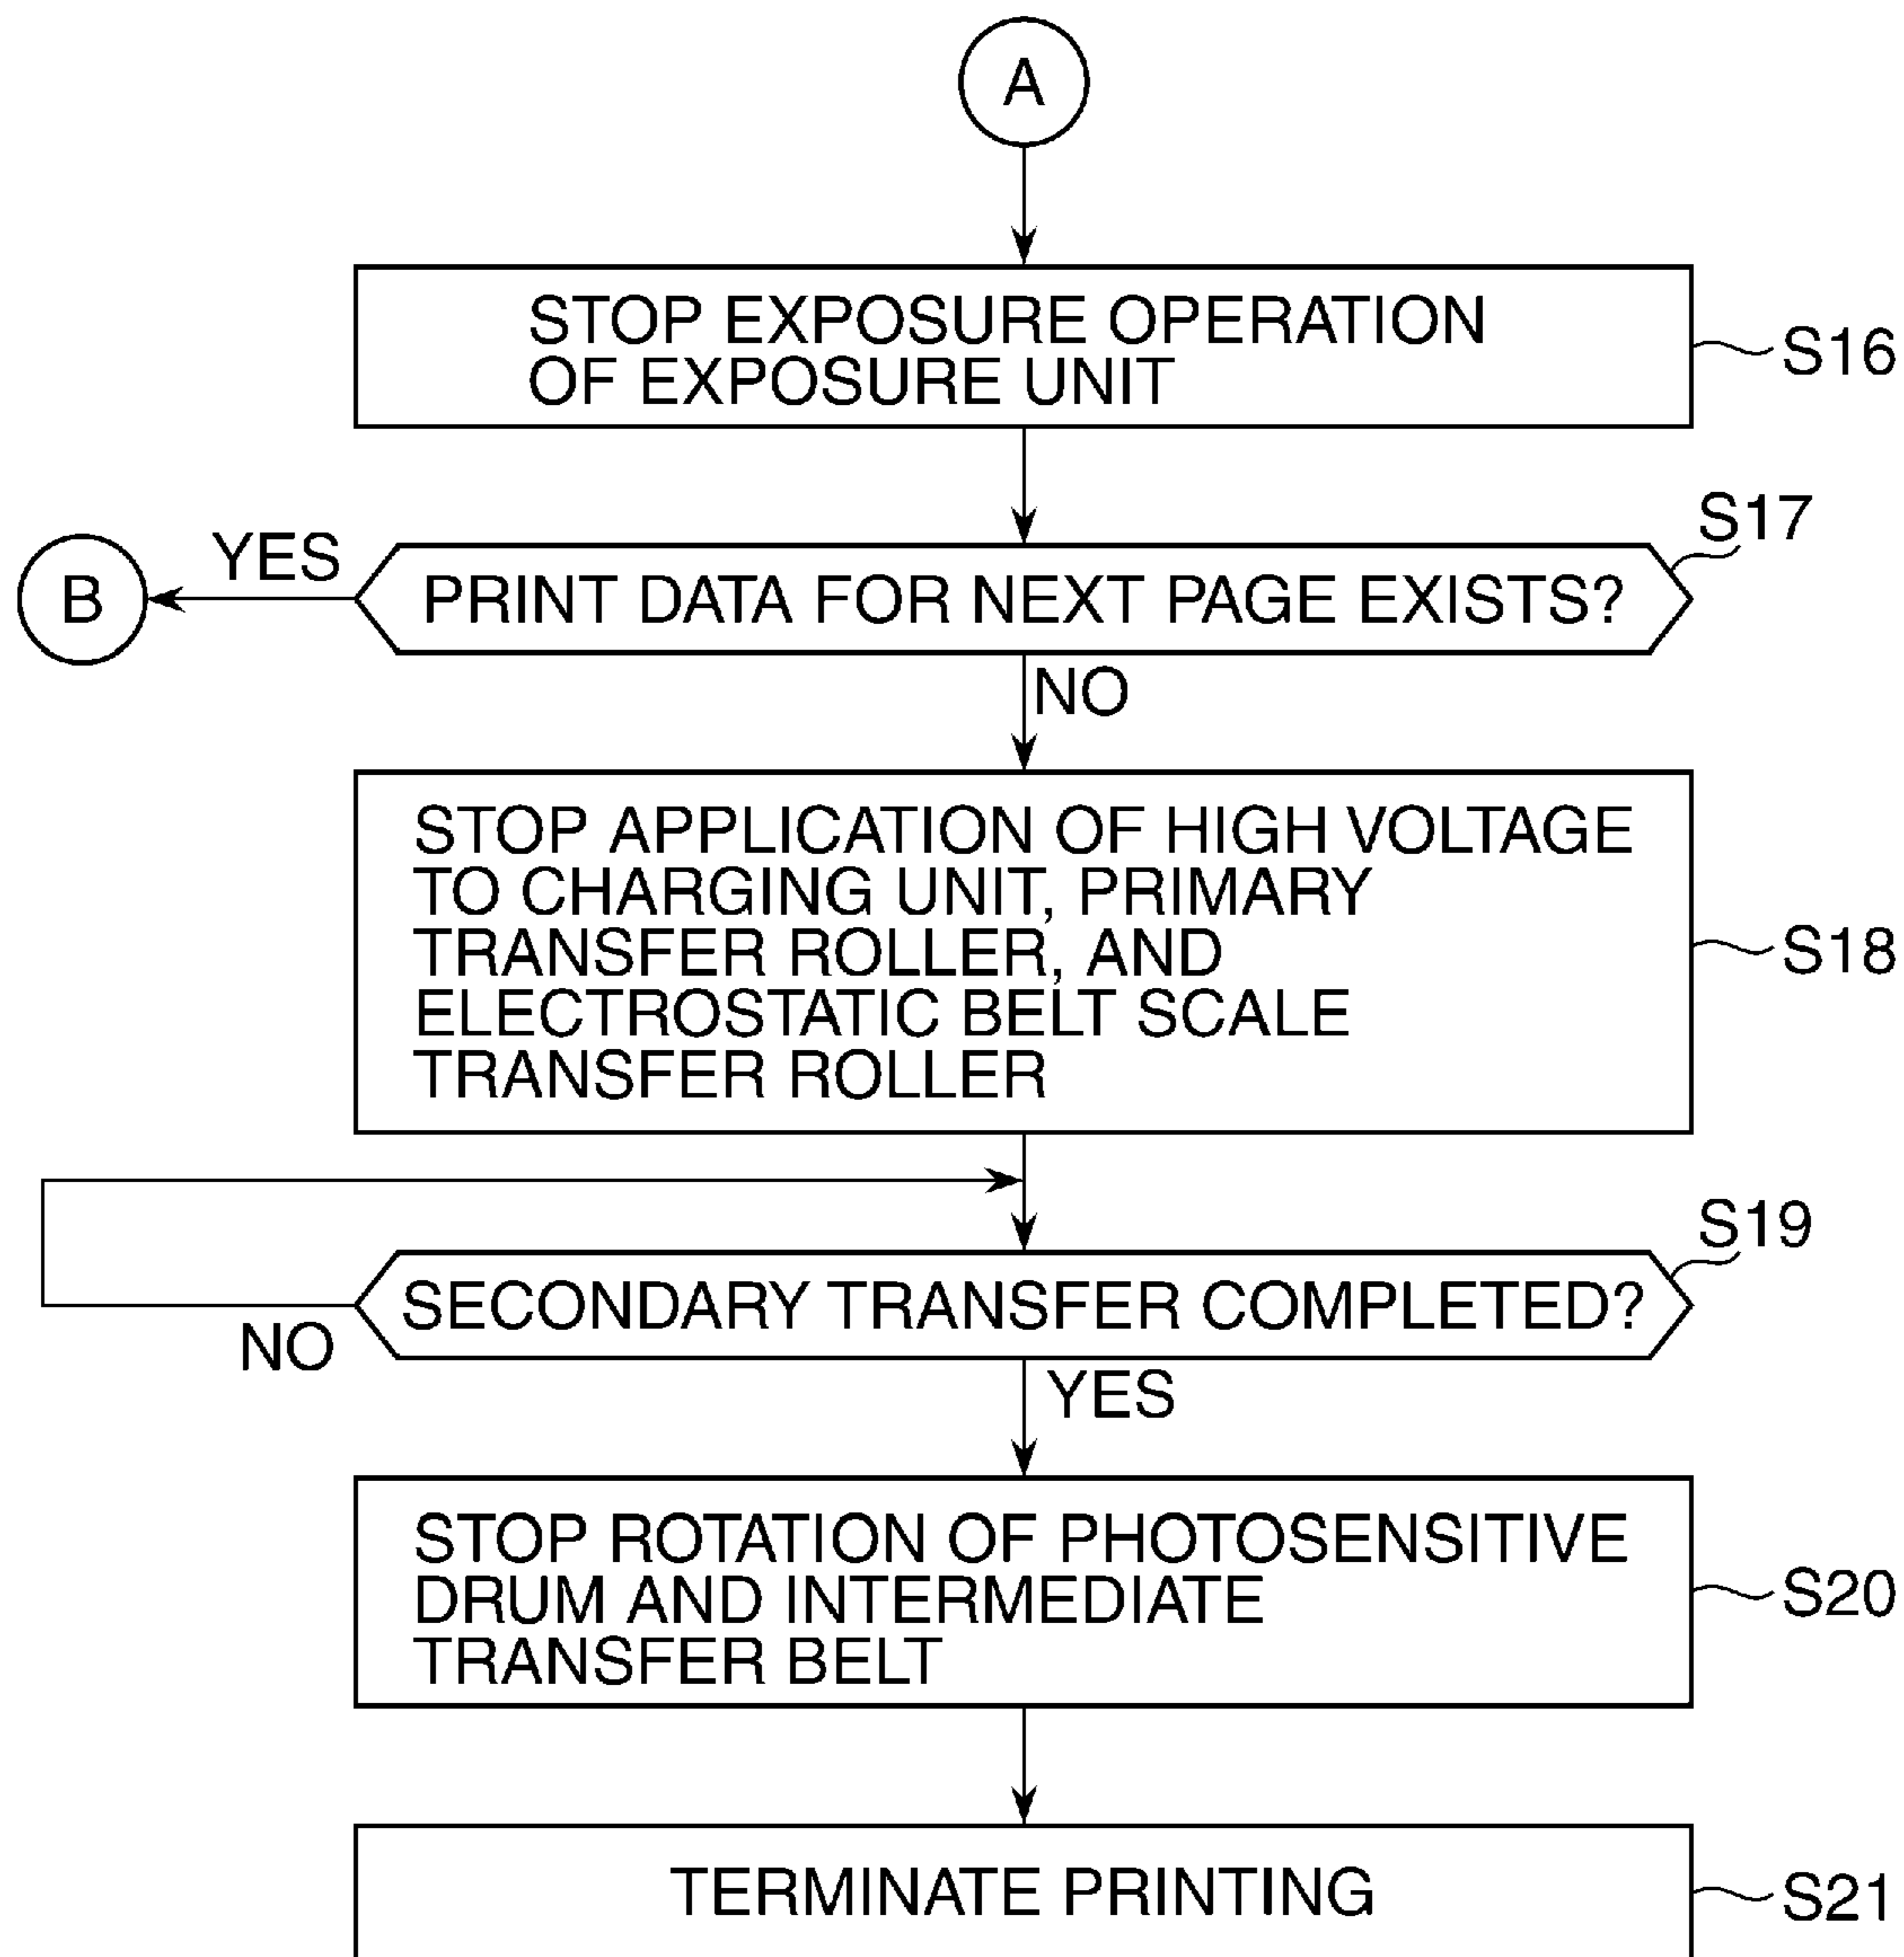 A
STOP EXPOSURE OPERATION
OF EXPOSURE UNIT
S16
S17
YES
B
PRINT DATA FOR NEXT PAGE EXISTS?
NO
STOP APPLICATION OF HIGH VOLTAGE
TO CHARGING UNIT, PRIMARY
TRANSFER ROLLER, AND
ELECTROSTATIC BELT SCALE
TRANSFER ROLLER
S18
S19
SECONDARY TRANSFER COMPLETED?
NO
YES
STOP ROTATION OF PHOTOSENSITIVE
DRUM AND INTERMEDIATE
TRANSFER BELT
S20
TERMINATE PRINTING
S21